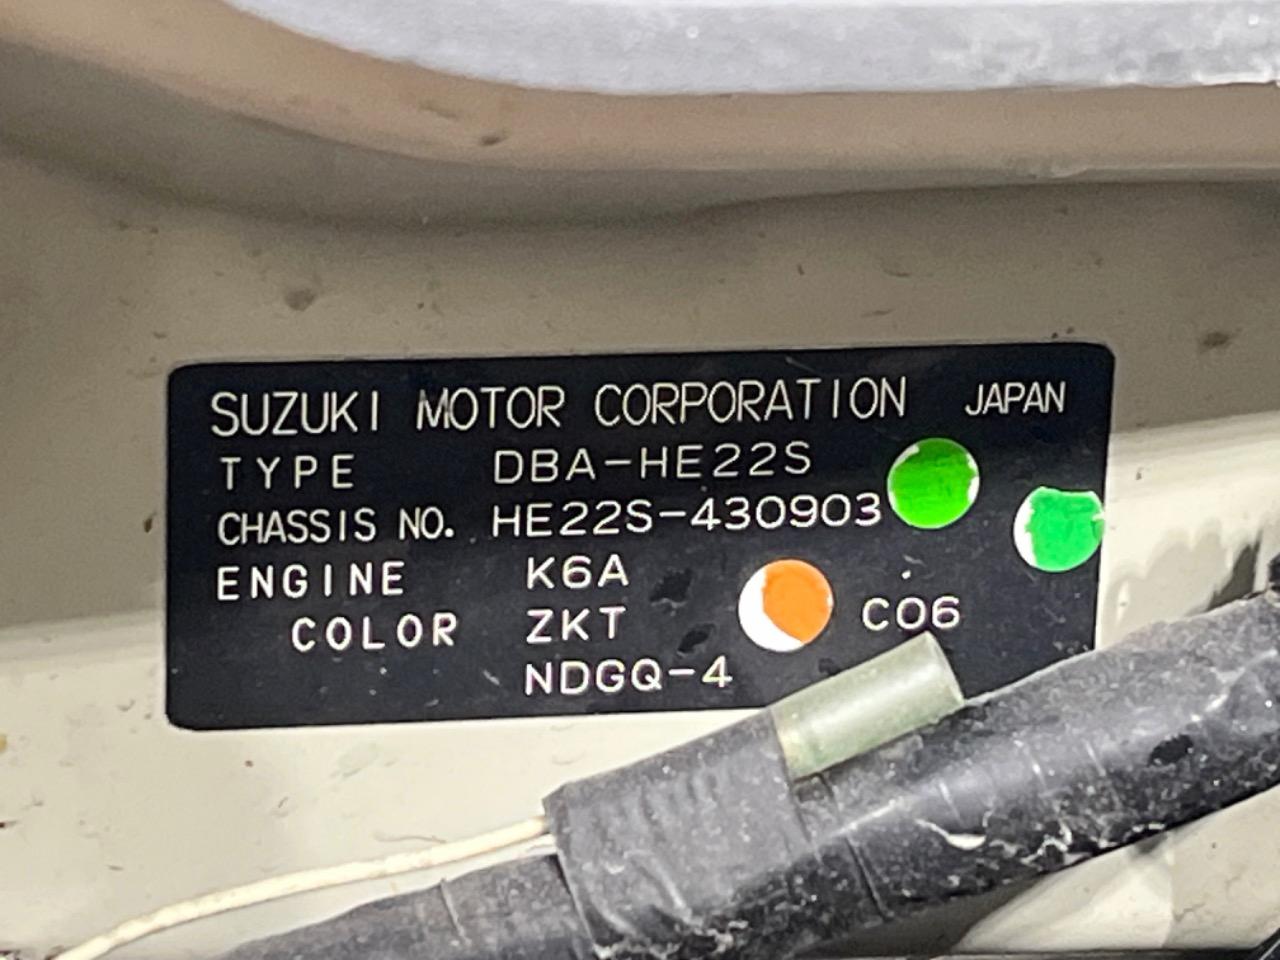 SUZUKI MOTOR CORPORATION JAPAN
TYPE DBA-HE22S
CHASSIS NO. HE22S-430903
ENGINE K6A
COLOR ZKT C06
NDGQ-4